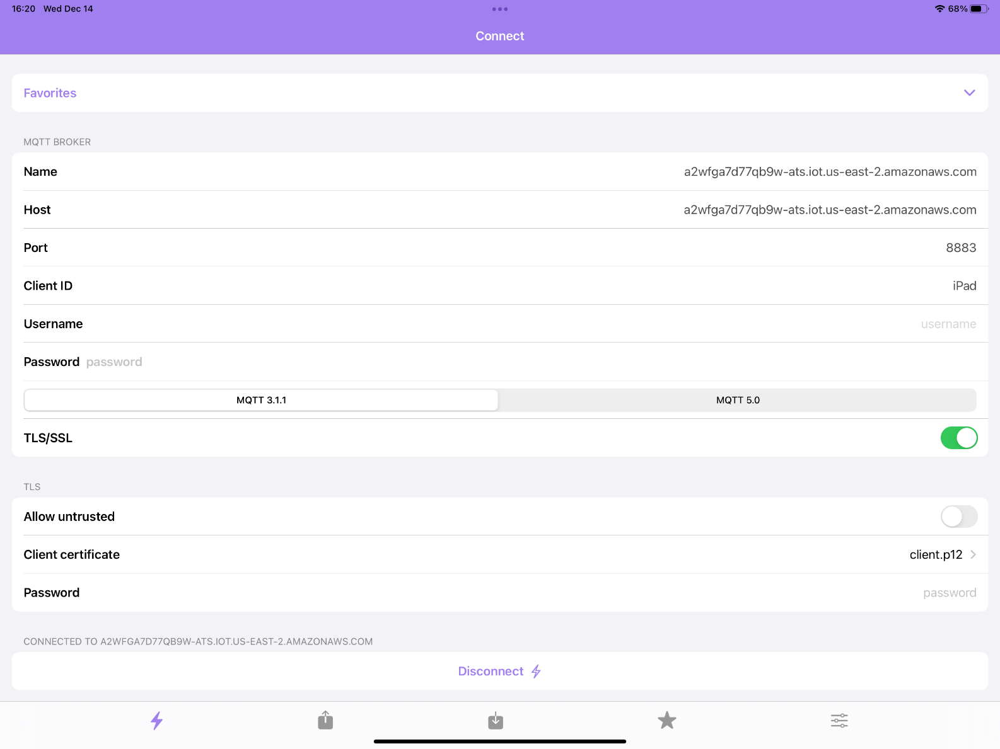 16:20 Wed Dec 14
68%
Connect
Favorites
MQTT BROKER
Name a2wfga7d77qb9w-ats.iot.us-east-2.amazonaws.com
Host a2wfga7d77qb9w-ats.iot.us-east-2.amazonaws.com
Port 8883
Client ID iPad
Username username
Password password
MQTT 3.1.1 MQTT 5.0
TLS/SSL
TLS
Allow untrusted
Client certificate client.p12
Password password
CONNECTED TO A2WFGA7D77QB9W-ATS.IOT.US-EAST-2.AMAZONAWS.COM
Disconnect